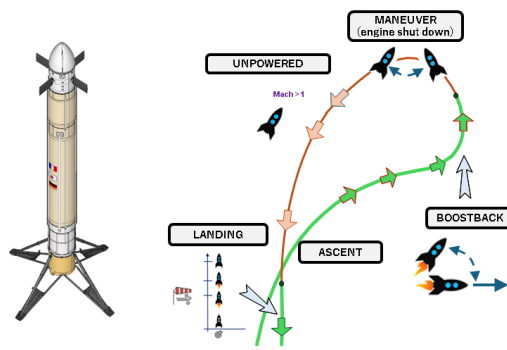 MANEUVER
(engine shut down)
UNPOWERED
Mach > 1
BOOSTBACK
LANDING
ASCENT